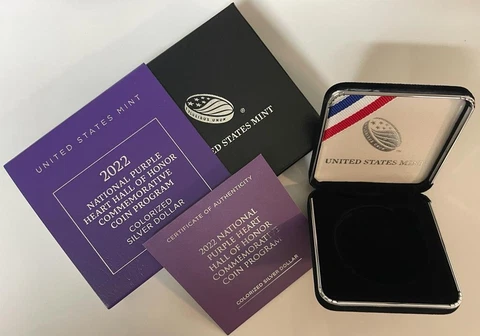 UNITED STATES MINT
2022
NATIONAL PURPLE
HEART HALL OF HONOR
COMMEMORATIVE
COIN PROGRAM
COLORIZED
SILVER DOLLAR
UNITED STATES MINT
CERTIFICATE OF AUTHENTICITY
2022 NATIONAL
PURPLE HEART
HALL OF HONOR
COMMEMORATIVE
COIN PROGRAM
COLORIZED SILVER DOLLAR
UNITED STATES MINT